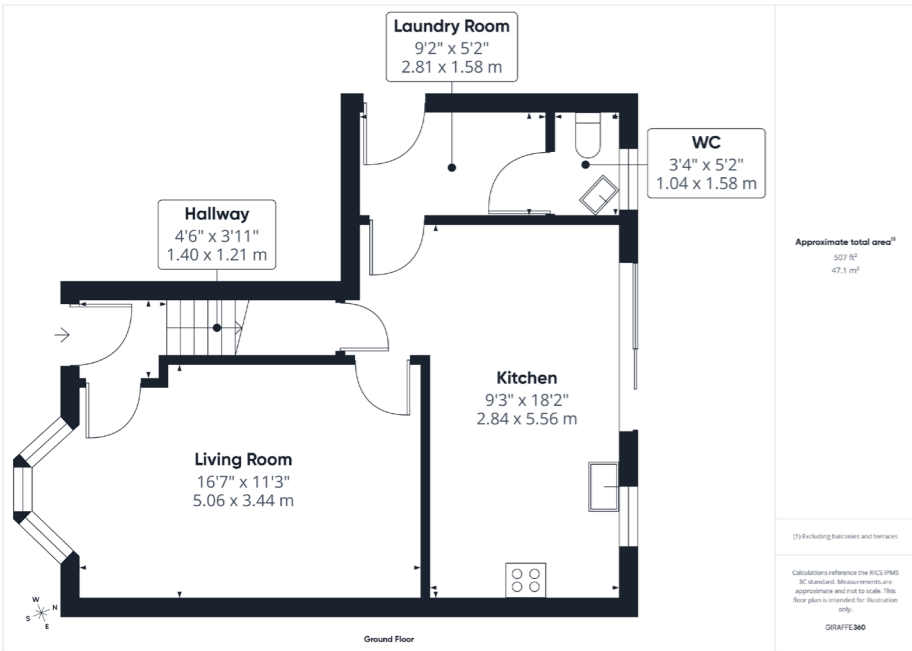 Laundry Room
9'2" x 5'2"
2.81 x 1.58 m
WC
3'4" x 5'2"
1.04 x 1.58 m
Hallway
4'6" x 3'11"
1.40 x 1.21 m
Kitchen
9'3" x 18'2"
2.84 x 5.56 m
Living Room
16'7" x 11'3"
5.06 x 3.44 m
W
N
S
E
Ground Floor
Approximate total area⁽¹⁾
507 ft²
47.1 m²
(1) Excluding balconies and terraces
Calculations reference the RICS IPMS
3C standard. Measurements are
approximate and not to scale. This
floor plan is intended for illustration
only.
GIRAFFE360